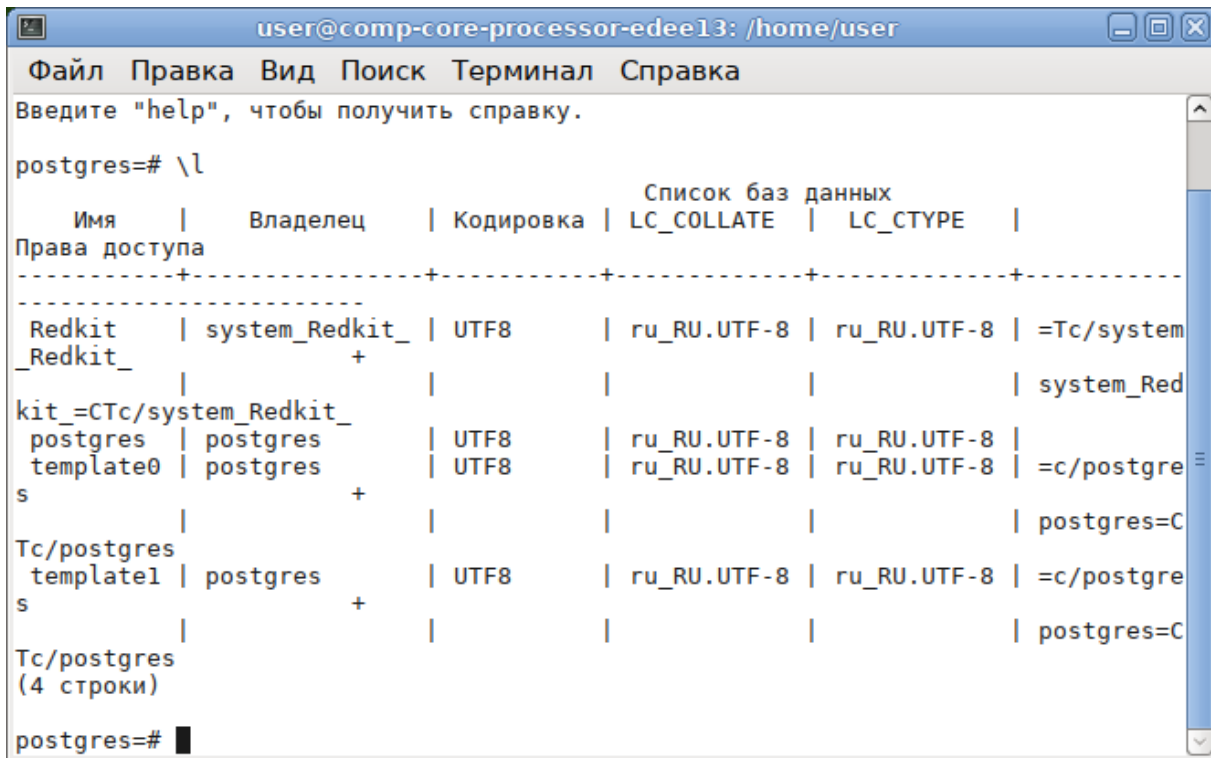 user@comp-core-processor-edee13: /home/user
Файл Правка Вид Поиск Терминал Справка
Введите "help", чтобы получить справку.
postgres=# \l
                                     Список баз данных
    Имя    |    Владелец    | Кодировка | LC_COLLATE  |  LC_CTYPE   |
Права доступа
-----------+----------------+-----------+-------------+-------------+-----------
-------------------------
 Redkit    | system_Redkit_ | UTF8      | ru_RU.UTF-8 | ru_RU.UTF-8 | =Tc/system
_Redkit_                +
           |                |           |             |             | system_Red
kit_=CTc/system_Redkit_
 postgres  | postgres       | UTF8      | ru_RU.UTF-8 | ru_RU.UTF-8 |
 template0 | postgres       | UTF8      | ru_RU.UTF-8 | ru_RU.UTF-8 | =c/postgre
s                       +
           |                |           |             |             | postgres=C
Tc/postgres
 template1 | postgres       | UTF8      | ru_RU.UTF-8 | ru_RU.UTF-8 | =c/postgre
s                       +
           |                |           |             |             | postgres=C
Tc/postgres
(4 строки)
postgres=#